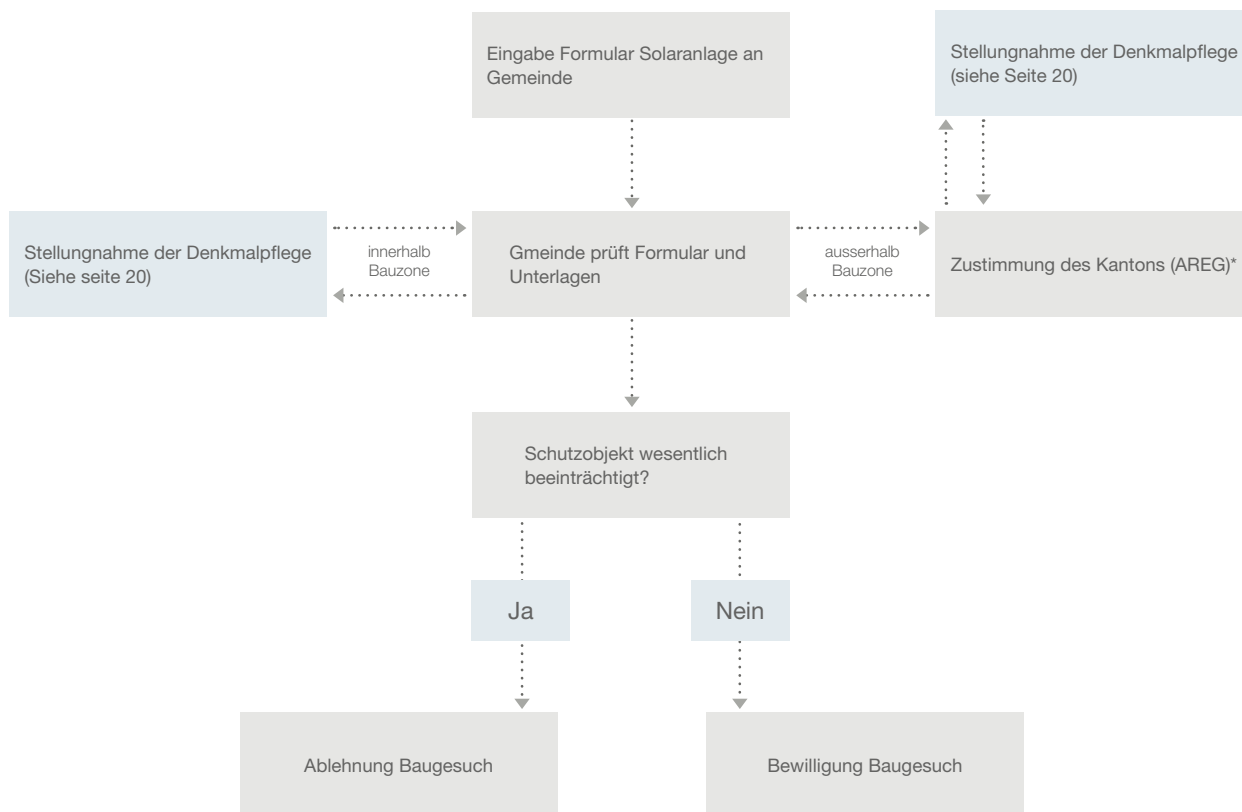 Eingabe Formular Solaranlage an
Gemeinde
Stellungnahme der Denkmalpflege
(siehe Seite 20)
Stellungnahme der Denkmalpflege
(Siehe seite 20)
innerhalb
Bauzone
Gmeinde prüft Formular und
Unterlagen
ausserhalb
Bauzone
Zustimmung des Kantons (AREG)*
Schutzobjekt wesentlich
beeinträchtigt?
Ja
Nein
Ablehnung Baugesuch
Bewilligung Baugesuch